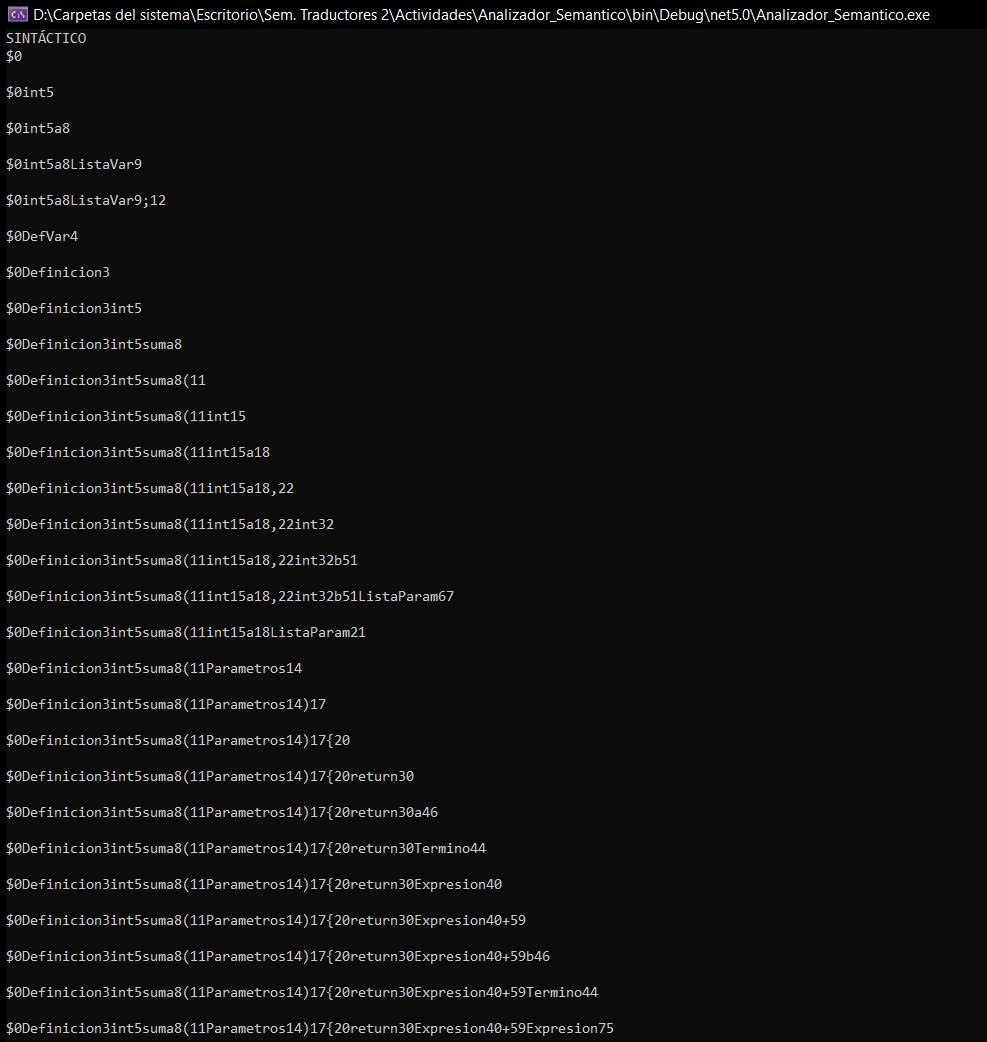 D:\Carpetas del sistema\Escritorio\Sem. Traductores 2\Actividades\Analizador_Semantico\bin\Debug\net5.0\Analizador_Semantico.exe
SINTÁCTICO
$0
$0int5
$0int5a8
$0int5a8ListaVar9
$0int5a8ListaVar9;12
$0DefVar4
$0Definicion3
$0Definicion3int5
$0Definicion3int5suma8
$0Definicion3int5suma8(11
$0Definicion3int5suma8(11int15
$0Definicion3int5suma8(11int15a18
$0Definicion3int5suma8(11int15a18,22
$0Definicion3int5suma8(11int15a18,22int32
$0Definicion3int5suma8(11int15a18,22int32b51
$0Definicion3int5suma8(11int15a18,22int32b51ListaParam67
$0Definicion3int5suma8(11int15a18ListaParam21
$0Definicion3int5suma8(11Parametros14
$0Definicion3int5suma8(11Parametros14)17
$0Definicion3int5suma8(11Parametros14)17{20
$0Definicion3int5suma8(11Parametros14)17{20return30
$0Definicion3int5suma8(11Parametros14)17{20return30a46
$0Definicion3int5suma8(11Parametros14)17{20return30Termino44
$0Definicion3int5suma8(11Parametros14)17{20return30Expresion40
$0Definicion3int5suma8(11Parametros14)17{20return30Expresion40+59
$0Definicion3int5suma8(11Parametros14)17{20return30Expresion40+59b46
$0Definicion3int5suma8(11Parametros14)17{20return30Expresion40+59Termino44
$0Definicion3int5suma8(11Parametros14)17{20return30Expresion40+59Expresion75